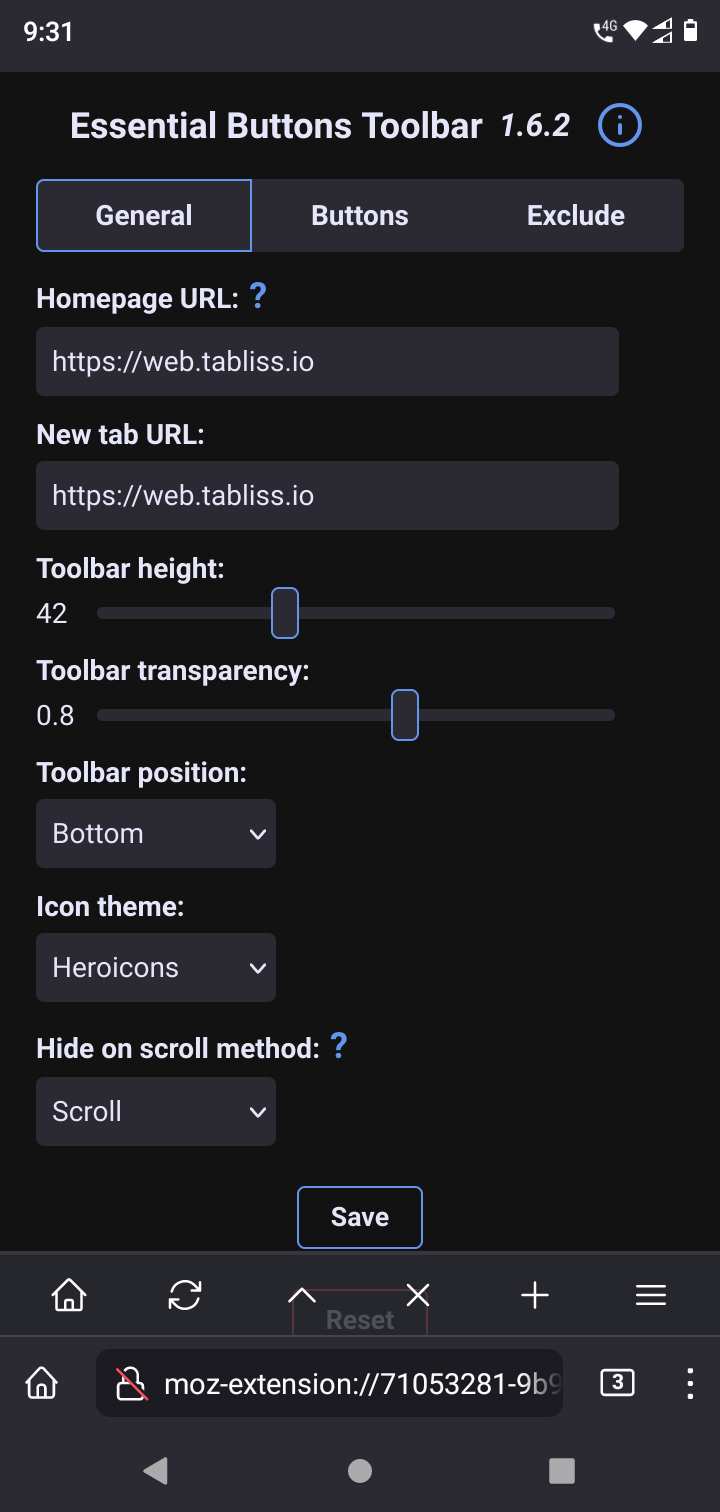 9:31
4G
Essential Buttons Toolbar 1.6.2
General Buttons Exclude
Homepage URL: ?
https://web.tabliss.io
New tab URL:
https://web.tabliss.io
Toolbar height:
42
Toolbar transparency:
0.8
Toolbar position:
Bottom
Icon theme:
Heroicons
Hide on scroll method: ?
Scroll
Save
Reset
moz-extension://71053281-9b9
3